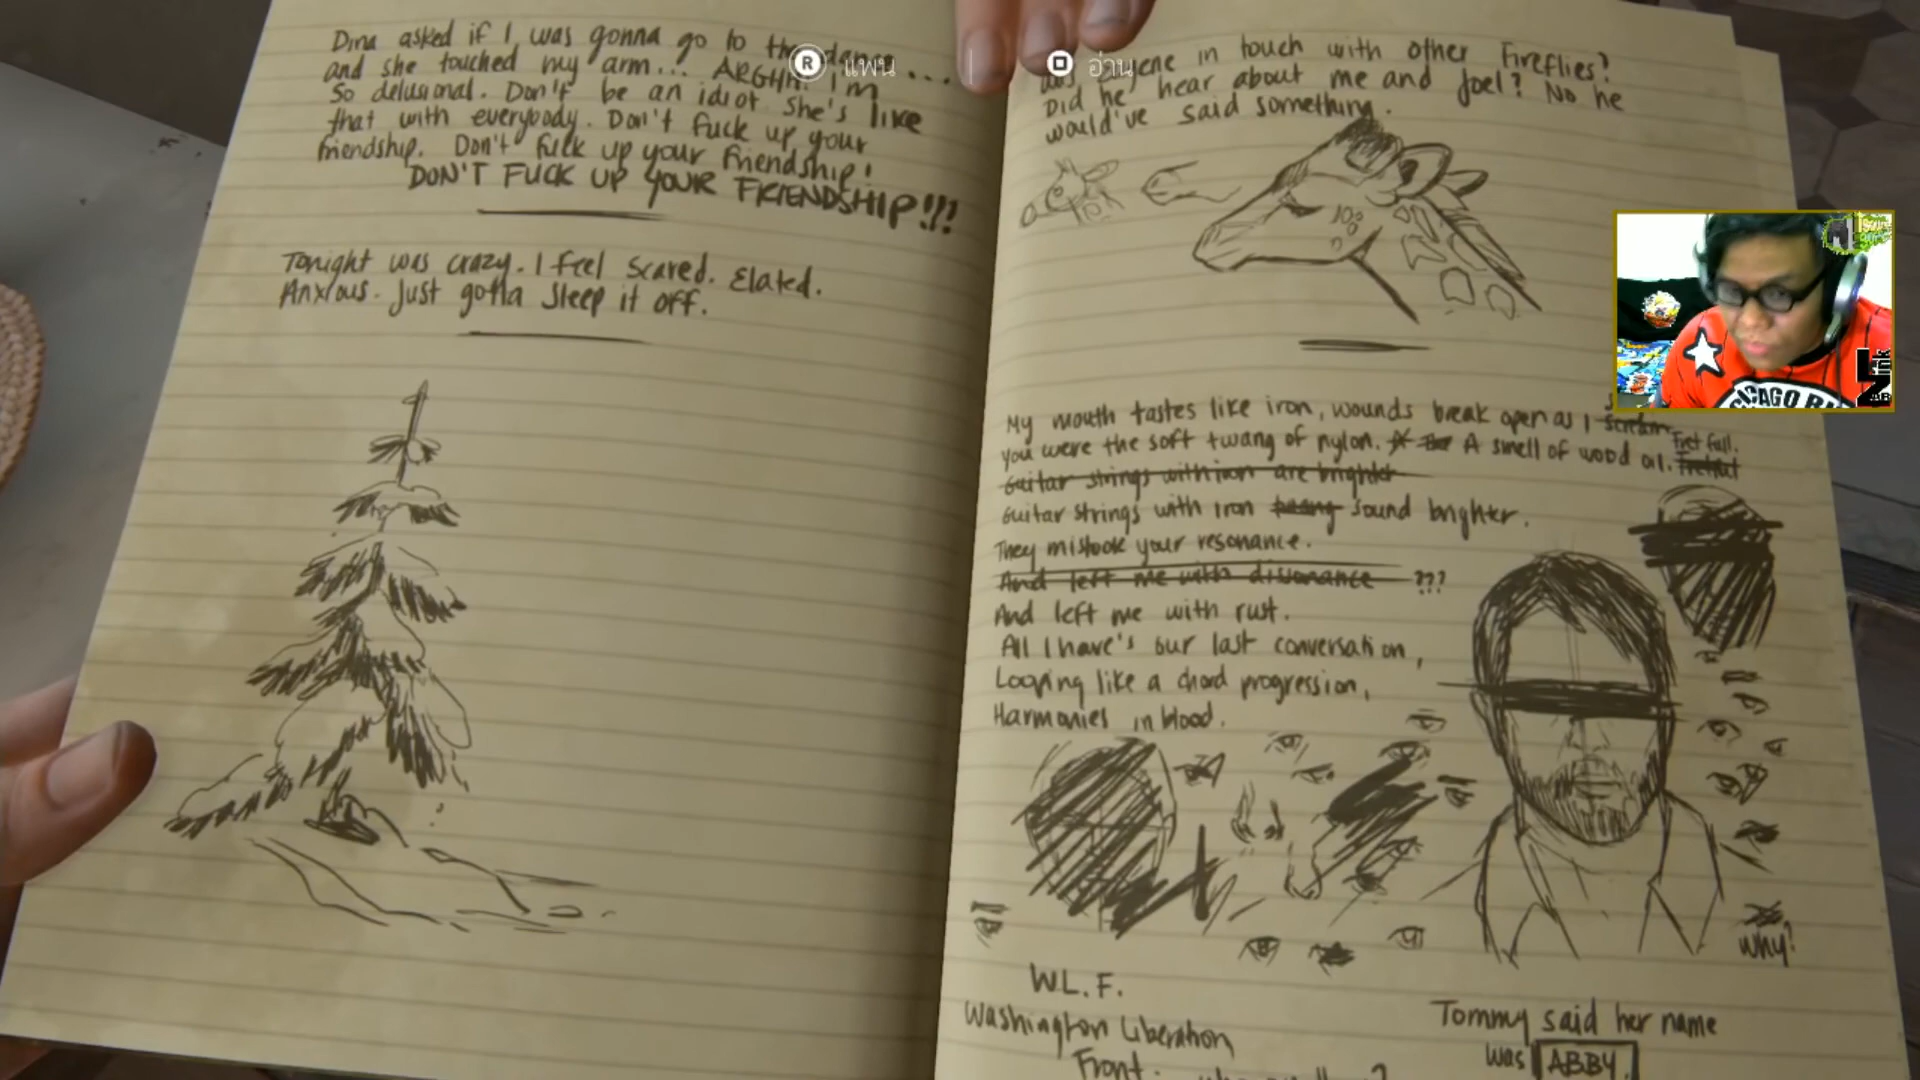 Dina asked if I was gonna go to the dance...
and she touched my arm... ARGHH! I'm
so delusional. Don't be an idiot. She's like
that with everybody. Don't fuck up your
friendship. Don't fuck up your friendship!
DON'T FUCK UP YOUR FRIENDSHIP!!!
Tonight was crazy. I feel scared. Elated.
Anxious. Just gotta sleep it off.
R แพน
อ่าน
Eugene in touch with other Fireflies?
Did he hear about me and Joel? No he
would've said something.
My mouth tastes like iron, wounds break open as I scream
You were the soft twang of nylon. A smell of wood oil. Fret fall.
Guitar strings with iron are brighter
Guitar strings with iron sound brighter.
They mistook your resonance.
And left me with dissonance ???
And left me with rust.
All I have's our last conversation,
Looping like a chord progression,
Harmonies in blood.
why?
W.L.F.
Washington Liberation
Front.
Tommy said her name
was ABBY.
CHICAGO